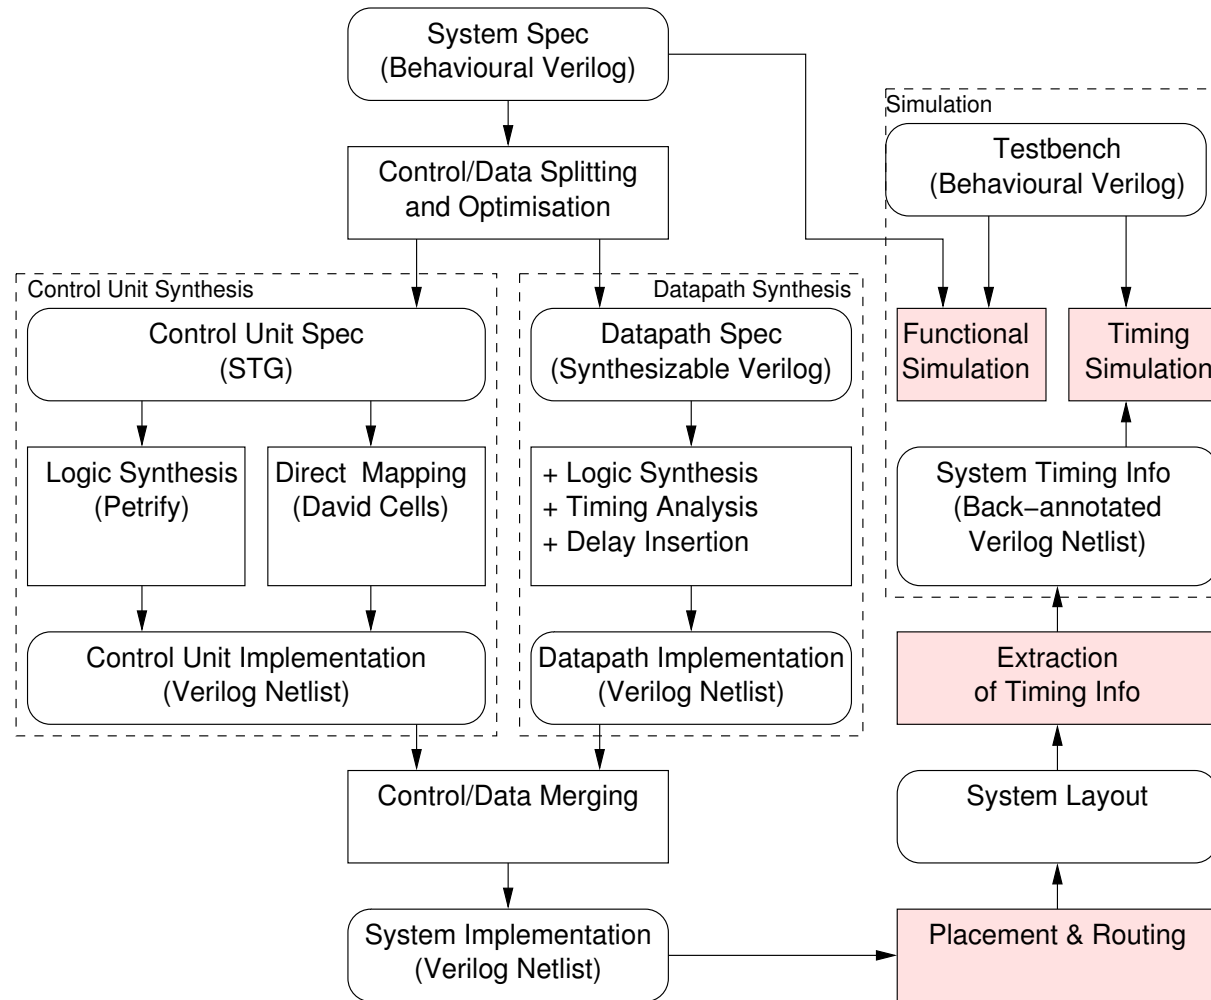 System Spec
(Behavioural Verilog)
Simulation
Testbench
(Behavioural Verilog)
Control/Data Splitting
and Optimisation
Control Unit Synthesis
Datapath Synthesis
Control Unit Spec
(STG)
Datapath Spec
(Synthesizable Verilog)
Functional
Simulation
Timing
Simulation
Logic Synthesis
(Petrify)
Direct Mapping
(David Cells)
+ Logic Synthesis
+ Timing Analysis
+ Delay Insertion
System Timing Info
(Back−annotated
Verilog Netlist)
Control Unit Implementation
(Verilog Netlist)
Datapath Implementation
(Verilog Netlist)
Extraction
of Timing Info
Control/Data Merging
System Layout
System Implementation
(Verilog Netlist)
Placement & Routing